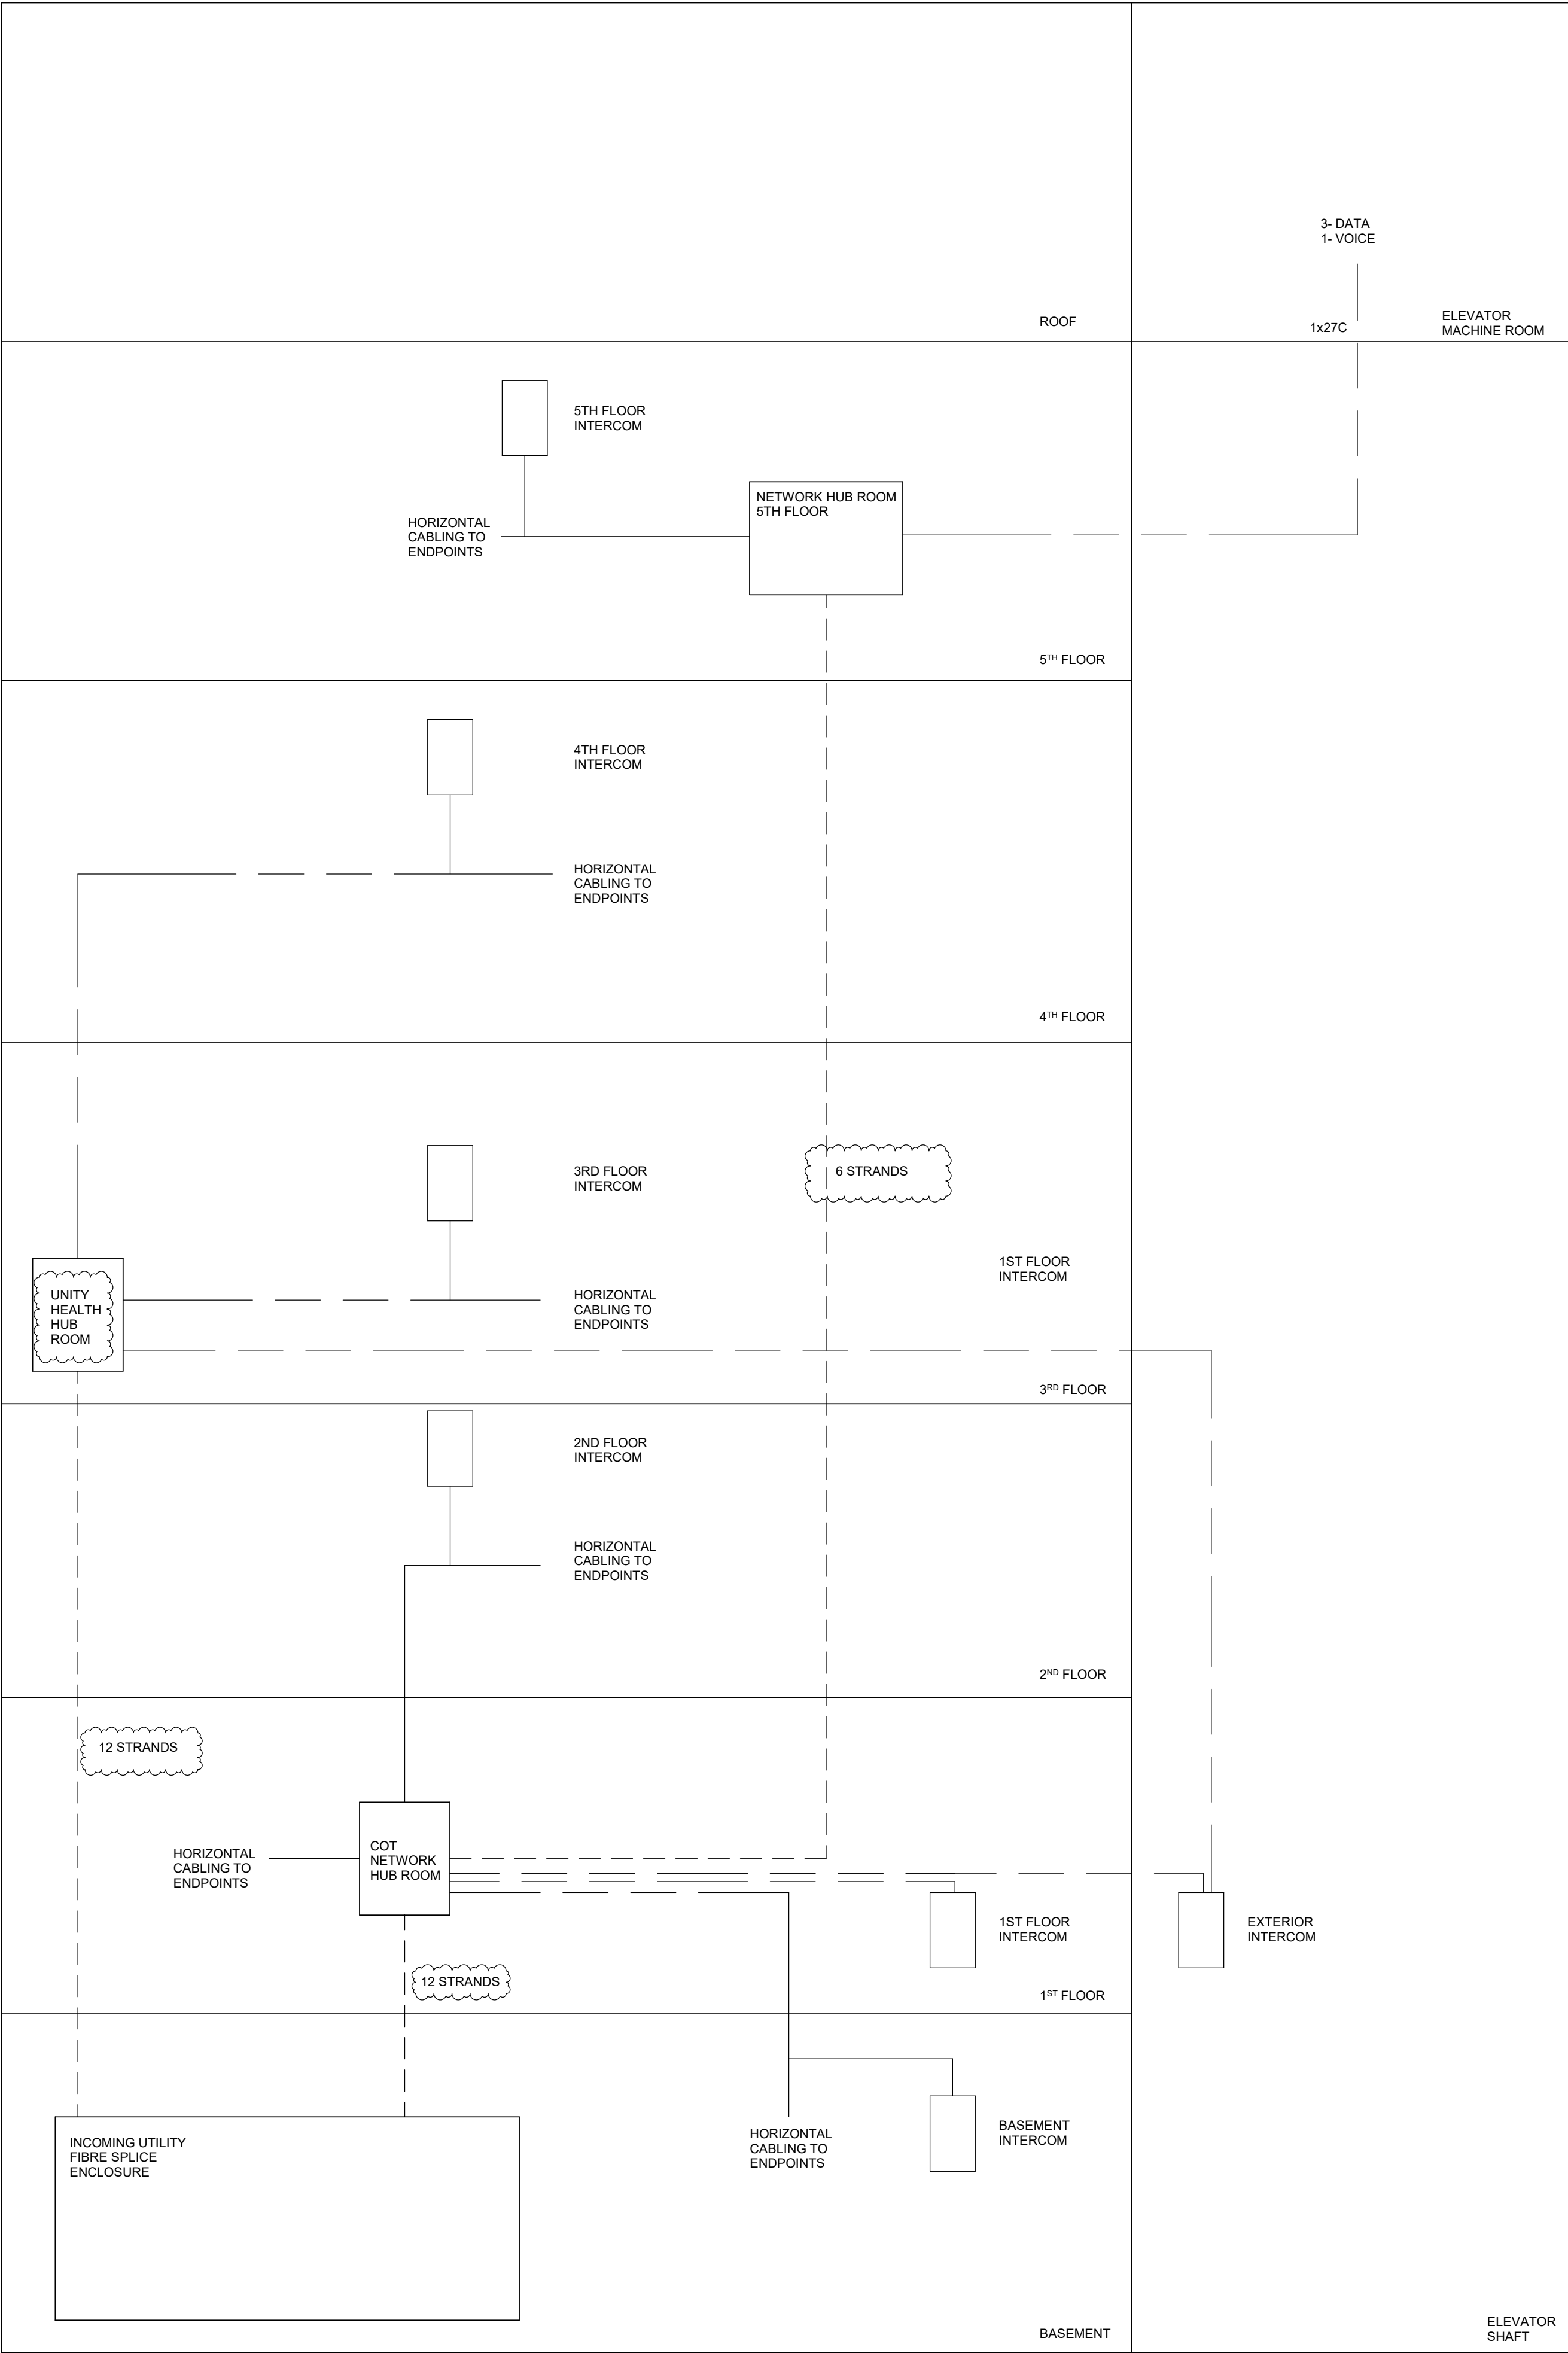 3- DATA
1- VOICE
ROOF
1x27C
ELEVATOR
MACHINE ROOM
5TH FLOOR
INTERCOM
NETWORK HUB ROOM
5TH FLOOR
HORIZONTAL
CABLING TO
ENDPOINTS
5TH FLOOR
4TH FLOOR
INTERCOM
HORIZONTAL
CABLING TO
ENDPOINTS
4TH FLOOR
3RD FLOOR
INTERCOM
6 STRANDS
1ST FLOOR
INTERCOM
UNITY
HEALTH
HUB
ROOM
HORIZONTAL
CABLING TO
ENDPOINTS
3RD FLOOR
2ND FLOOR
INTERCOM
HORIZONTAL
CABLING TO
ENDPOINTS
2ND FLOOR
12 STRANDS
HORIZONTAL
CABLING TO
ENDPOINTS
COT
NETWORK
HUB ROOM
1ST FLOOR
INTERCOM
EXTERIOR
INTERCOM
12 STRANDS
1ST FLOOR
INCOMING UTILITY
FIBRE SPLICE
ENCLOSURE
HORIZONTAL
CABLING TO
ENDPOINTS
BASEMENT
INTERCOM
BASEMENT
ELEVATOR
SHAFT